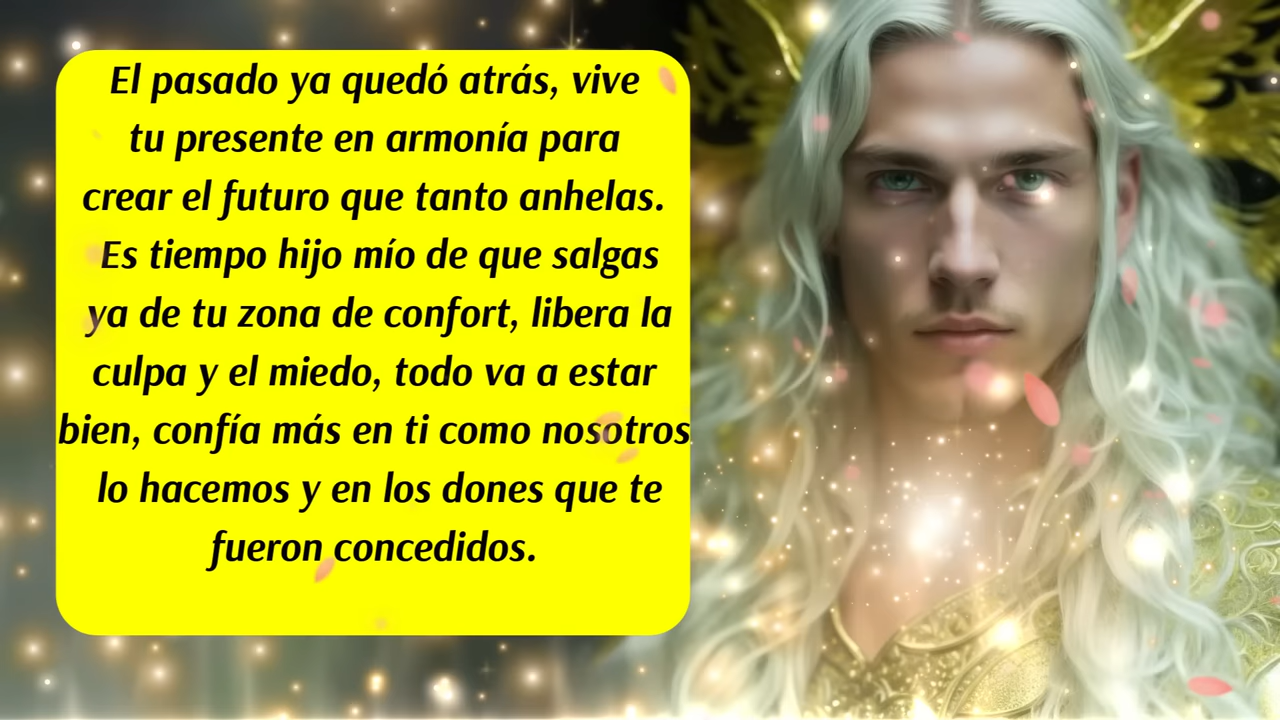 El pasado ya quedó atrás, vive
tu presente en armonía para
crear el futuro que tanto anhelas.
Es tiempo hijo mío de que salgas
ya de tu zona de confort, libera la
culpa y el miedo, todo va a estar
bien, confía más en ti como nosotros
lo hacemos y en los dones que te
fueron concedidos.